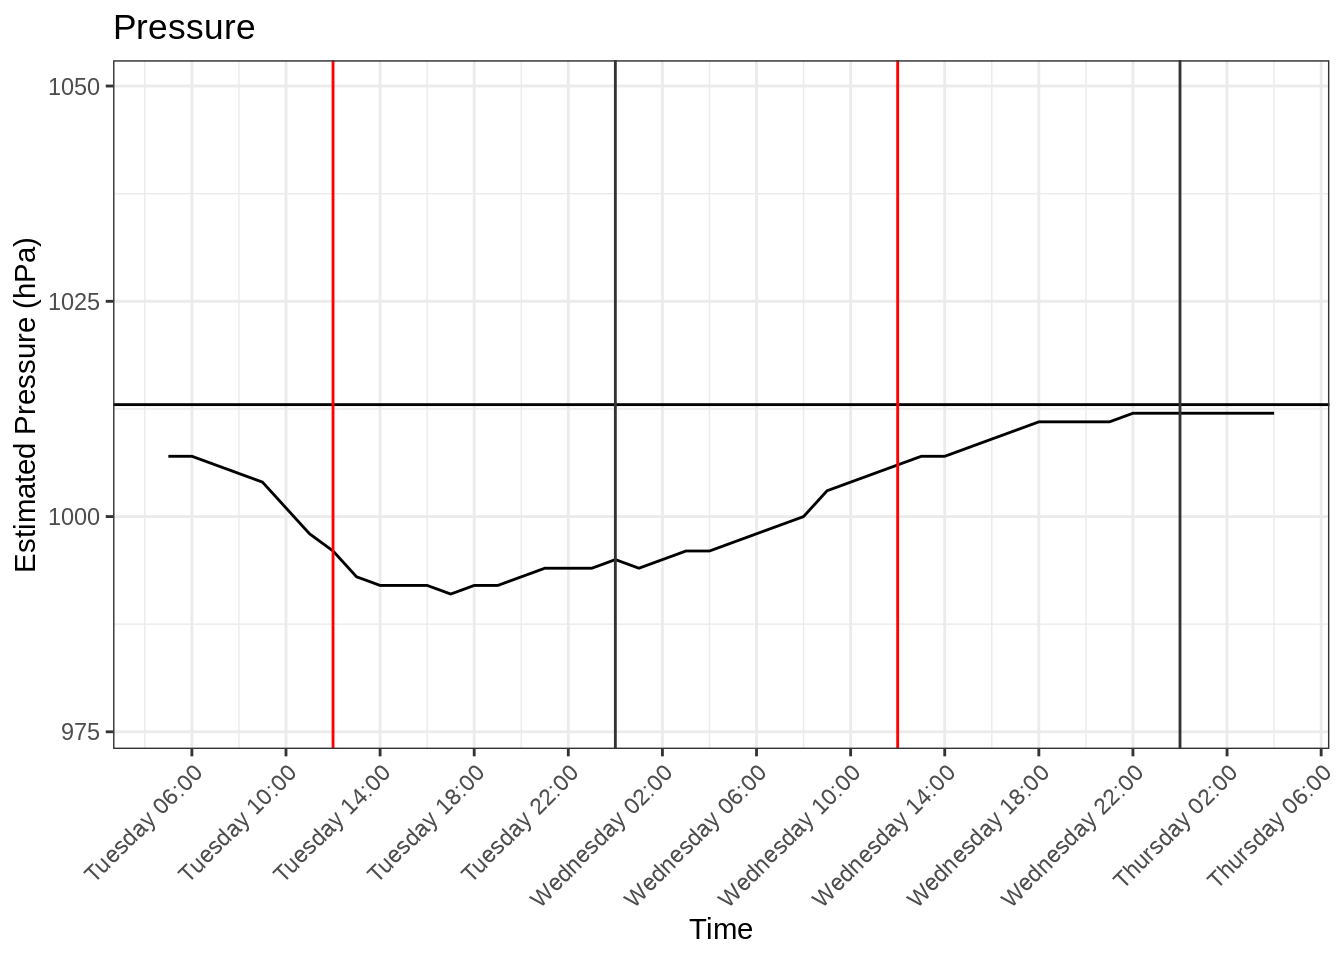 Pressure
Estimated Pressure (hPa)
1050
1025
1000
975
Tuesday 06:00
Tuesday 10:00
Tuesday 14:00
Tuesday 18:00
Tuesday 22:00
Wednesday 02:00
Wednesday 06:00
Wednesday 10:00
Wednesday 14:00
Wednesday 18:00
Wednesday 22:00
Thursday 02:00
Thursday 06:00
Time